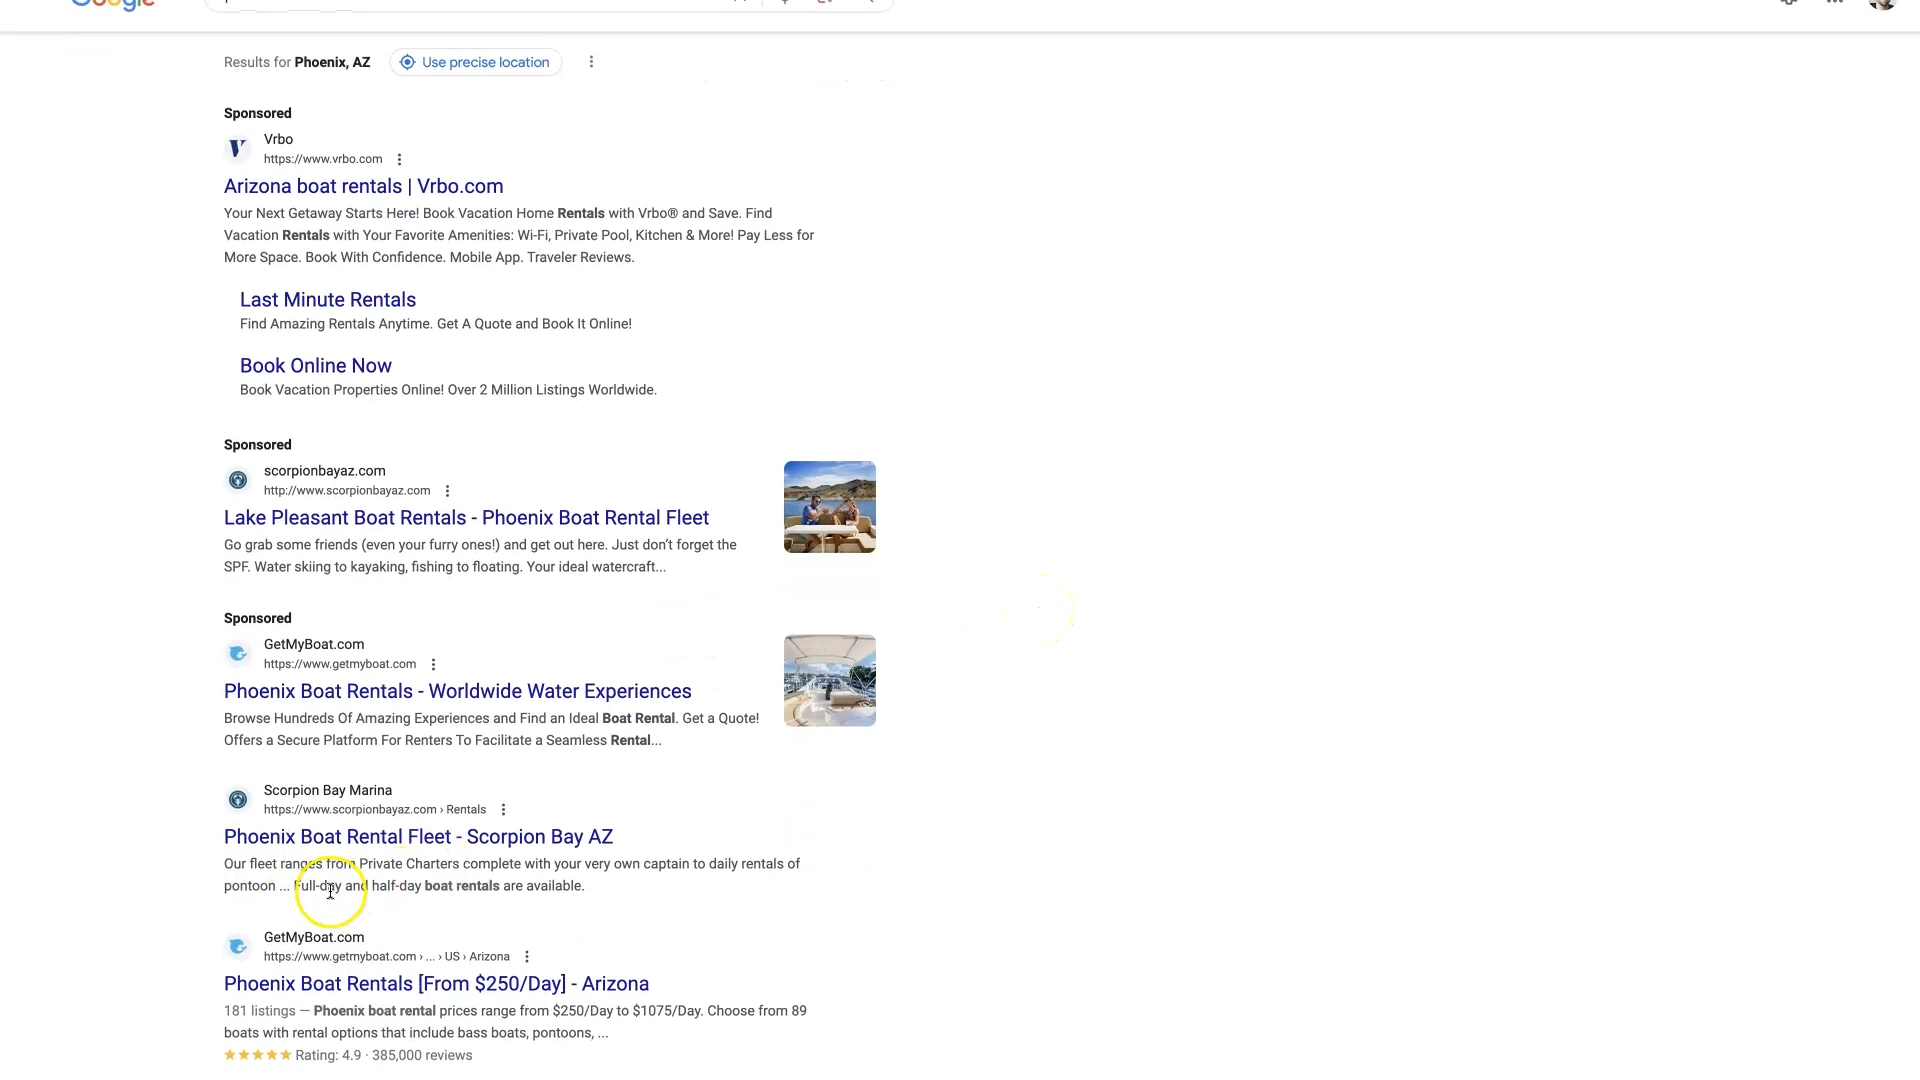 Google
Results for Phoenix, AZ
Use precise location
Sponsored
Vrbo
https://www.vrbo.com
Arizona boat rentals | Vrbo.com
Your Next Getaway Starts Here! Book Vacation Home Rentals with Vrbo® and Save. Find
Vacation Rentals with Your Favorite Amenities: Wi-Fi, Private Pool, Kitchen & More! Pay Less for
More Space. Book With Confidence. Mobile App. Traveler Reviews.
Last Minute Rentals
Find Amazing Rentals Anytime. Get A Quote and Book It Online!
Book Online Now
Book Vacation Properties Online! Over 2 Million Listings Worldwide.
Sponsored
scorpionbayaz.com
http://www.scorpionbayaz.com
Lake Pleasant Boat Rentals - Phoenix Boat Rental Fleet
Go grab some friends (even your furry ones!) and get out here. Just don’t forget the
SPF. Water skiing to kayaking, fishing to floating. Your ideal watercraft...
Sponsored
GetMyBoat.com
https://www.getmyboat.com
Phoenix Boat Rentals - Worldwide Water Experiences
Browse Hundreds Of Amazing Experiences and Find an Ideal Boat Rental. Get a Quote!
Offers a Secure Platform For Renters To Facilitate a Seamless Rental...
Scorpion Bay Marina
https://www.scorpionbayaz.com › Rentals
Phoenix Boat Rental Fleet - Scorpion Bay AZ
Our fleet ranges from Private Charters complete with your very own captain to daily rentals of
pontoon ... Full-day and half-day boat rentals are available.
GetMyBoat.com
https://www.getmyboat.com › ... › US › Arizona
Phoenix Boat Rentals [From $250/Day] - Arizona
181 listings — Phoenix boat rental prices range from $250/Day to $1075/Day. Choose from 89
boats with rental options that include bass boats, pontoons, ...
Rating: 4.9 · 385,000 reviews